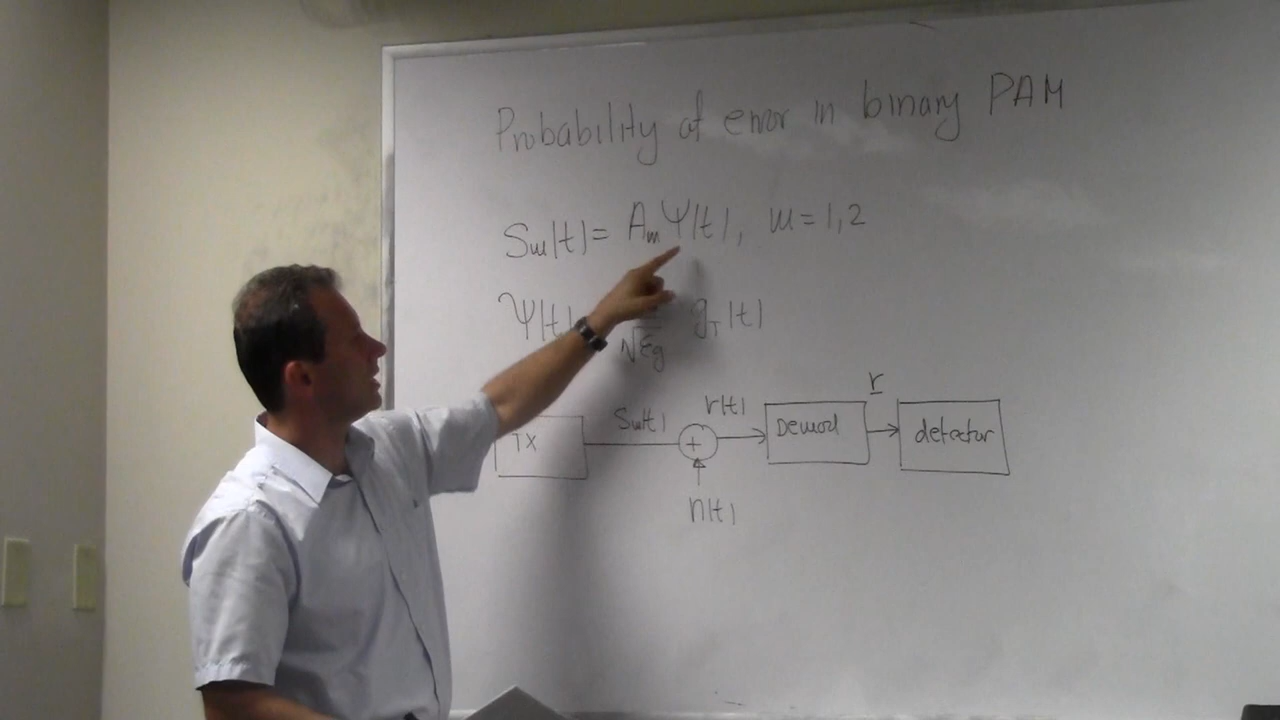 Probability of error in binary PAM
Sm(t) = Am Ψ(t), m = 1, 2
Ψ(t) √Eg gT(t)
TX Sm(t) + r(t) Demod r detector
n(t)